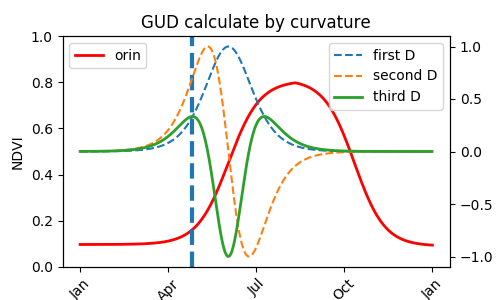 GUD calculate by curvature
orin
first D
second D
third D
NDVI
1.0
0.8
0.6
0.4
0.2
0.0
1.0
0.5
0.0
−0.5
−1.0
Jan
Apr
Jul
Oct
Jan